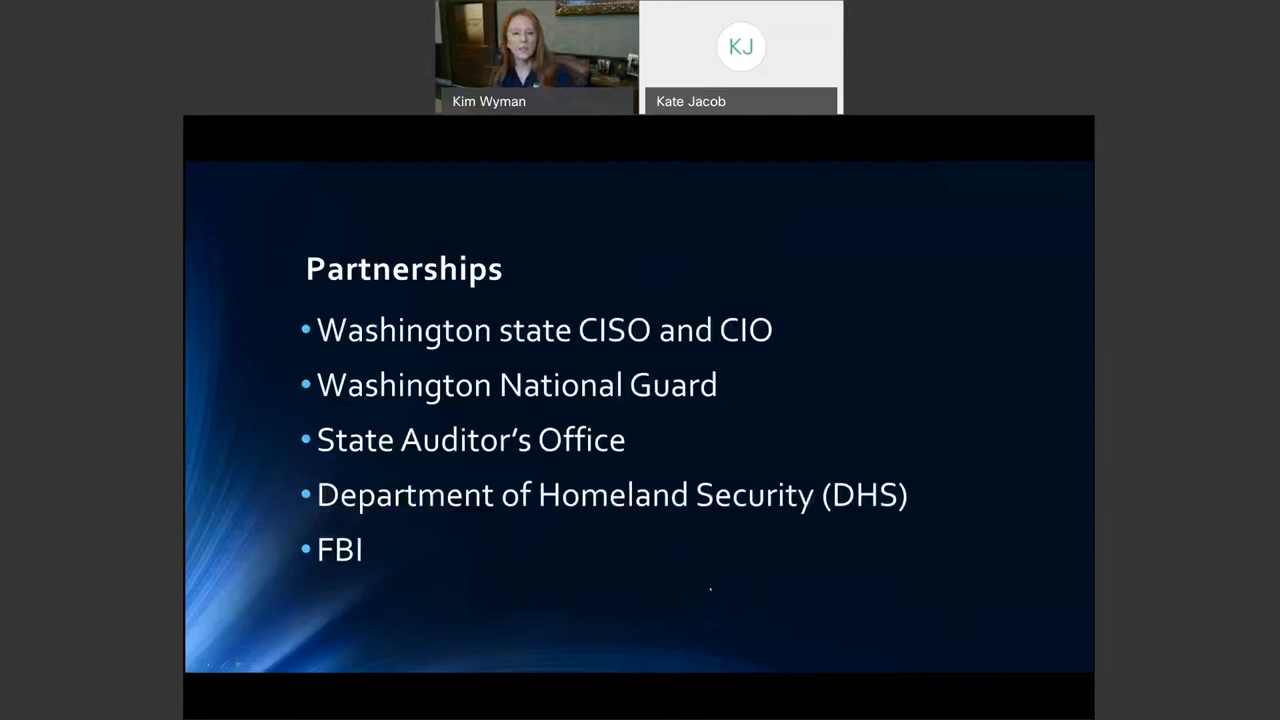 KJ
Kim Wyman
Kate Jacob
Partnerships
• Washington state CISO and CIO
• Washington National Guard
• State Auditor’s Office
• Department of Homeland Security (DHS)
• FBI